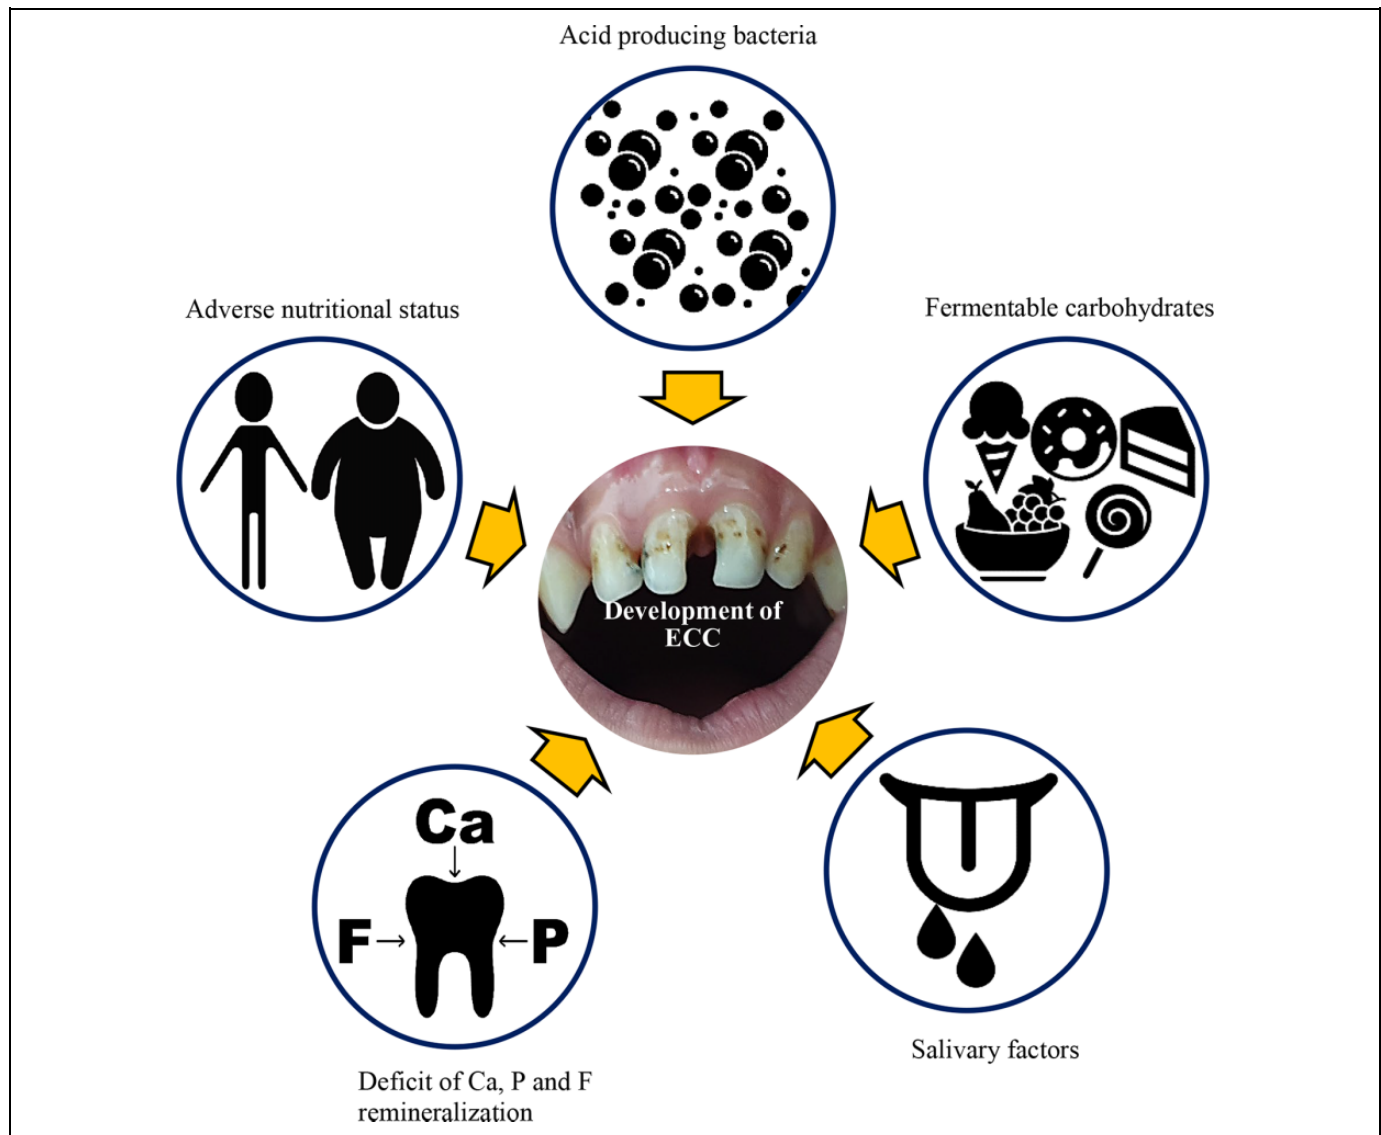 Acid producing bacteria
Adverse nutritional status
Fermentable carbohydrates
Development of
ECC
Ca
F
P
Salivary factors
Deficit of Ca, P and F
remineralization